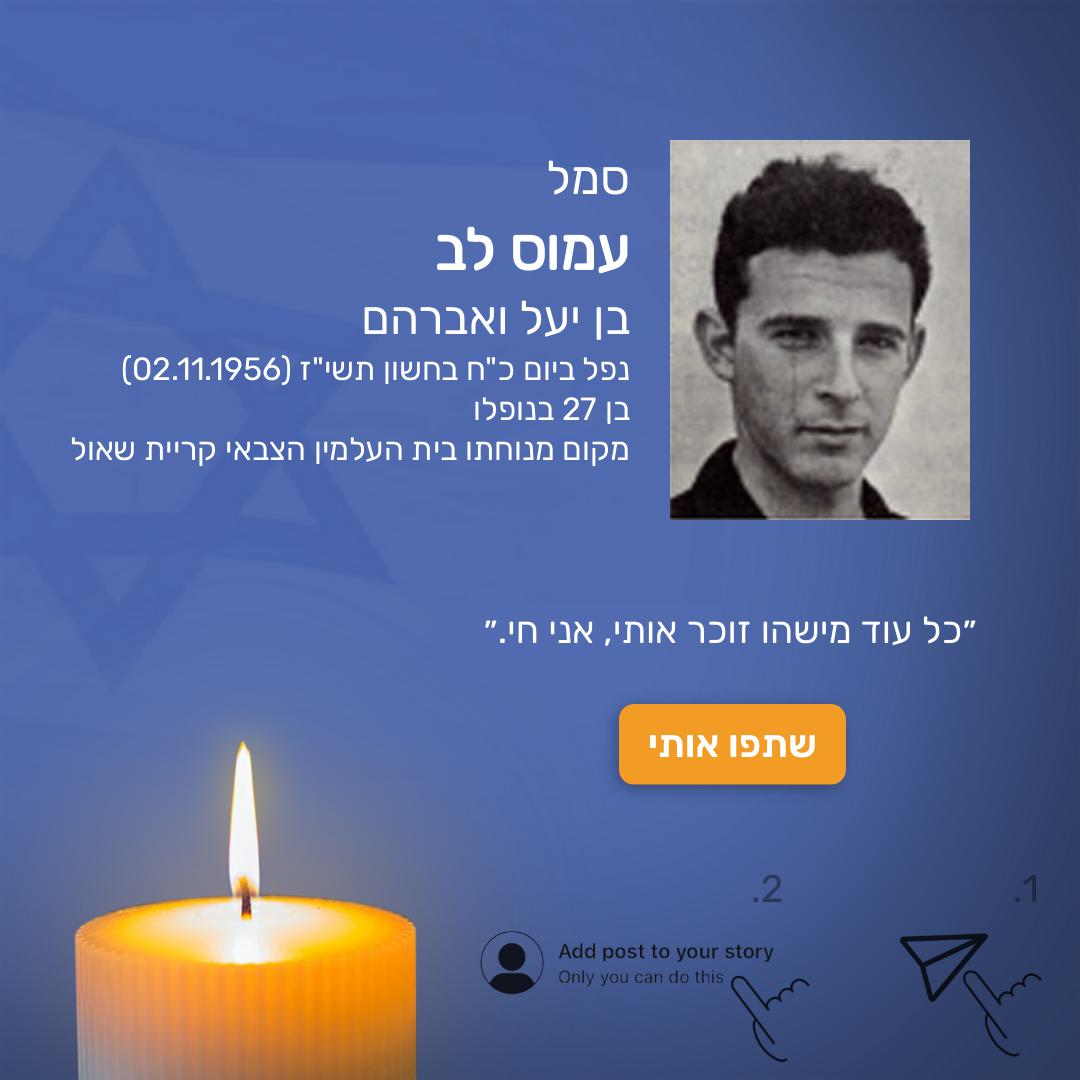 סמל
עמוס לב
בן יעל ואברהם
נפל ביום כ"ח בחשון תשי"ז (02.11.1956)
בן 27 בנופלו
מקום מנוחתו בית העלמין הצבאי קריית שאול
״כל עוד מישהו זוכר אותי, אני חי.״
שתפו אותי
1.
2.
Add post to your story
Only you can do this